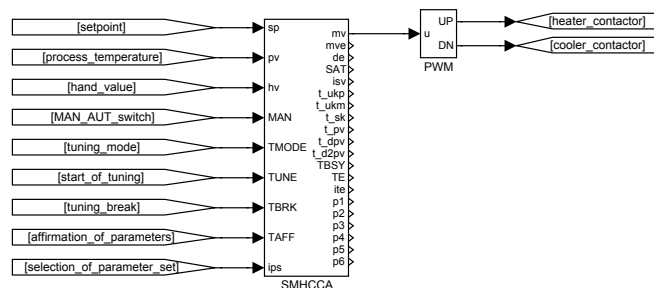 [setpoint]
[process_temperature]
[hand_value]
[MAN_AUT_switch]
[tuning_mode]
[start_of_tuning]
[tuning_break]
[affirmation_of_parameters]
[selection_of_parameter_set]
sp
pv
hv
MAN
TMODE
TUNE
TBRK
TAFF
ips
mv
mve
de
SAT
isv
t_ukp
t_ukm
t_sk
t_pv
t_dpv
t_d2pv
TBSY
TE
ite
p1
p2
p3
p4
p5
p6
SMHCCA
u
UP
DN
PWM
[heater_contactor]
[cooler_contactor]